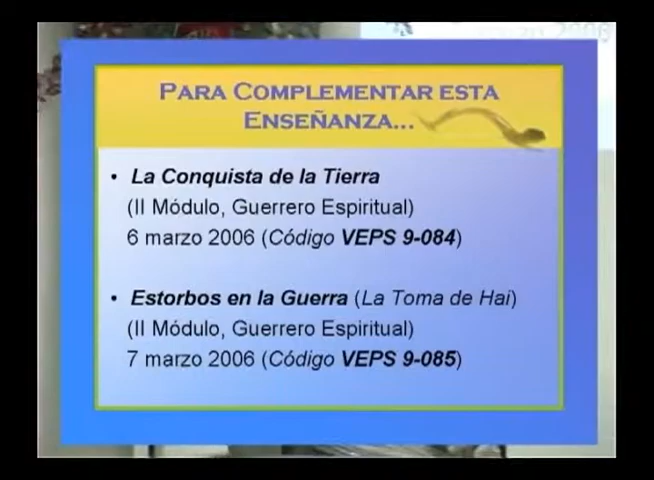 PARA COMPLEMENTAR ESTA
ENSEÑANZA...
• La Conquista de la Tierra
(II Módulo, Guerrero Espiritual)
6 marzo 2006 (Código VEPS 9-084)
• Estorbos en la Guerra (La Toma de Hai)
(II Módulo, Guerrero Espiritual)
7 marzo 2006 (Código VEPS 9-085)